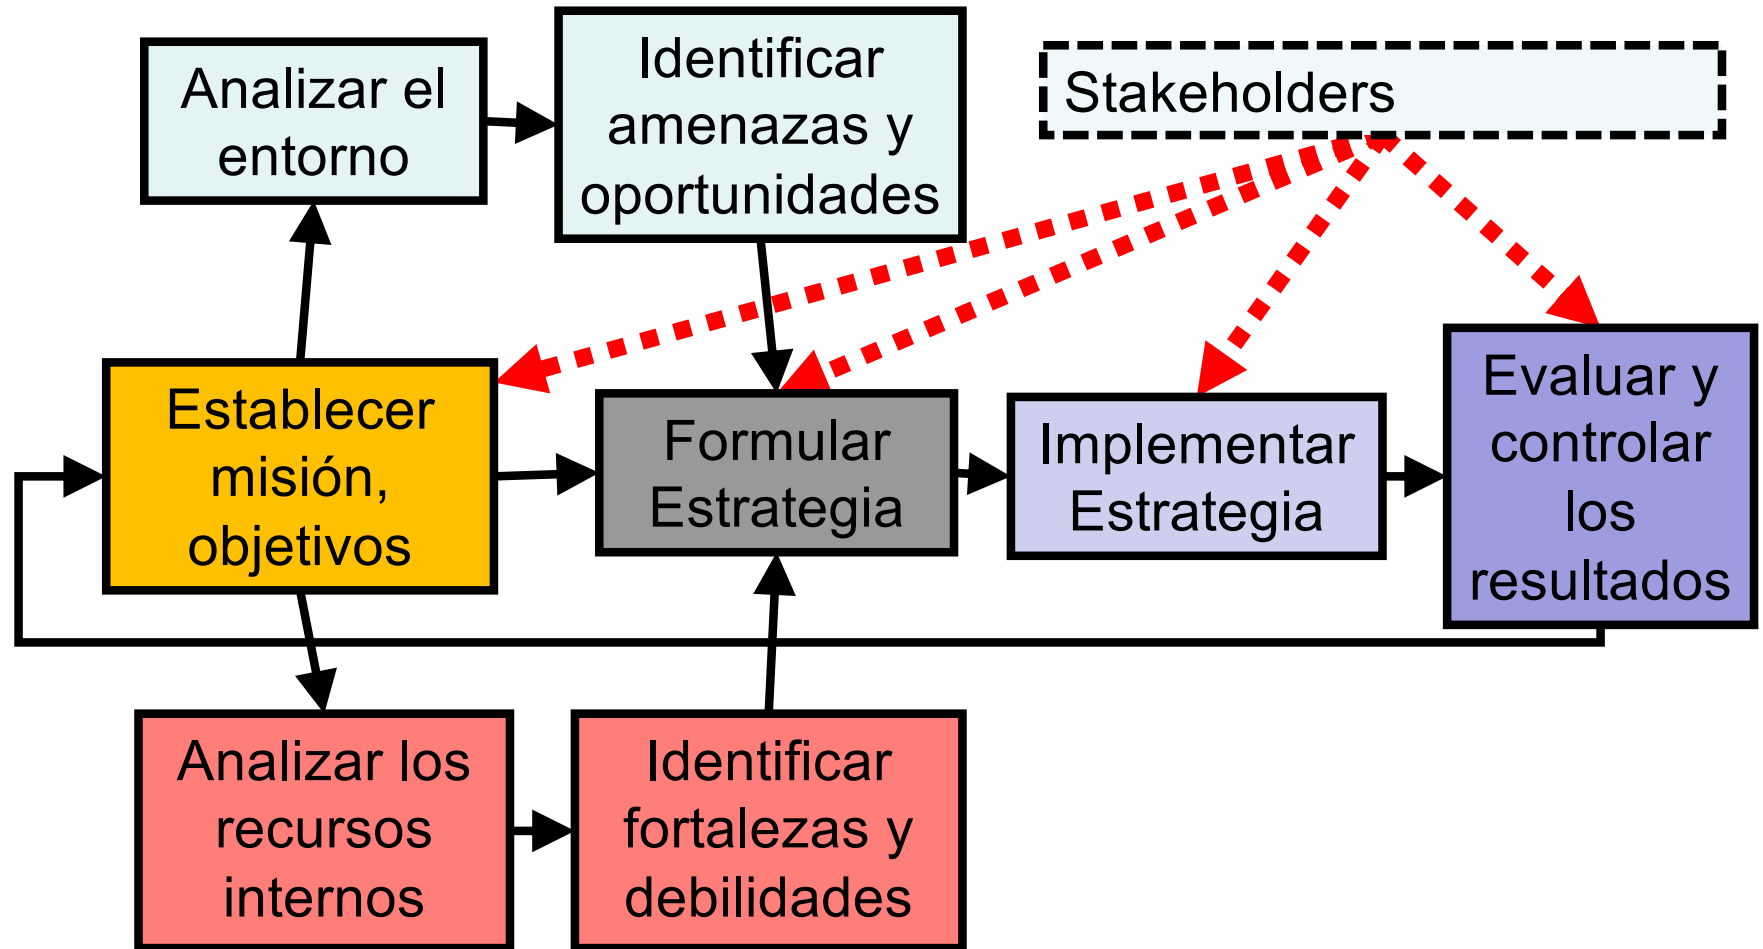 Analizar el
entorno
Identificar
amenazas y
oportunidades
Stakeholders
Establecer
misión,
objetivos
Formular
Estrategia
Implementar
Estrategia
Evaluar y
controlar
los
resultados
Analizar los
recursos
internos
Identificar
fortalezas y
debilidades